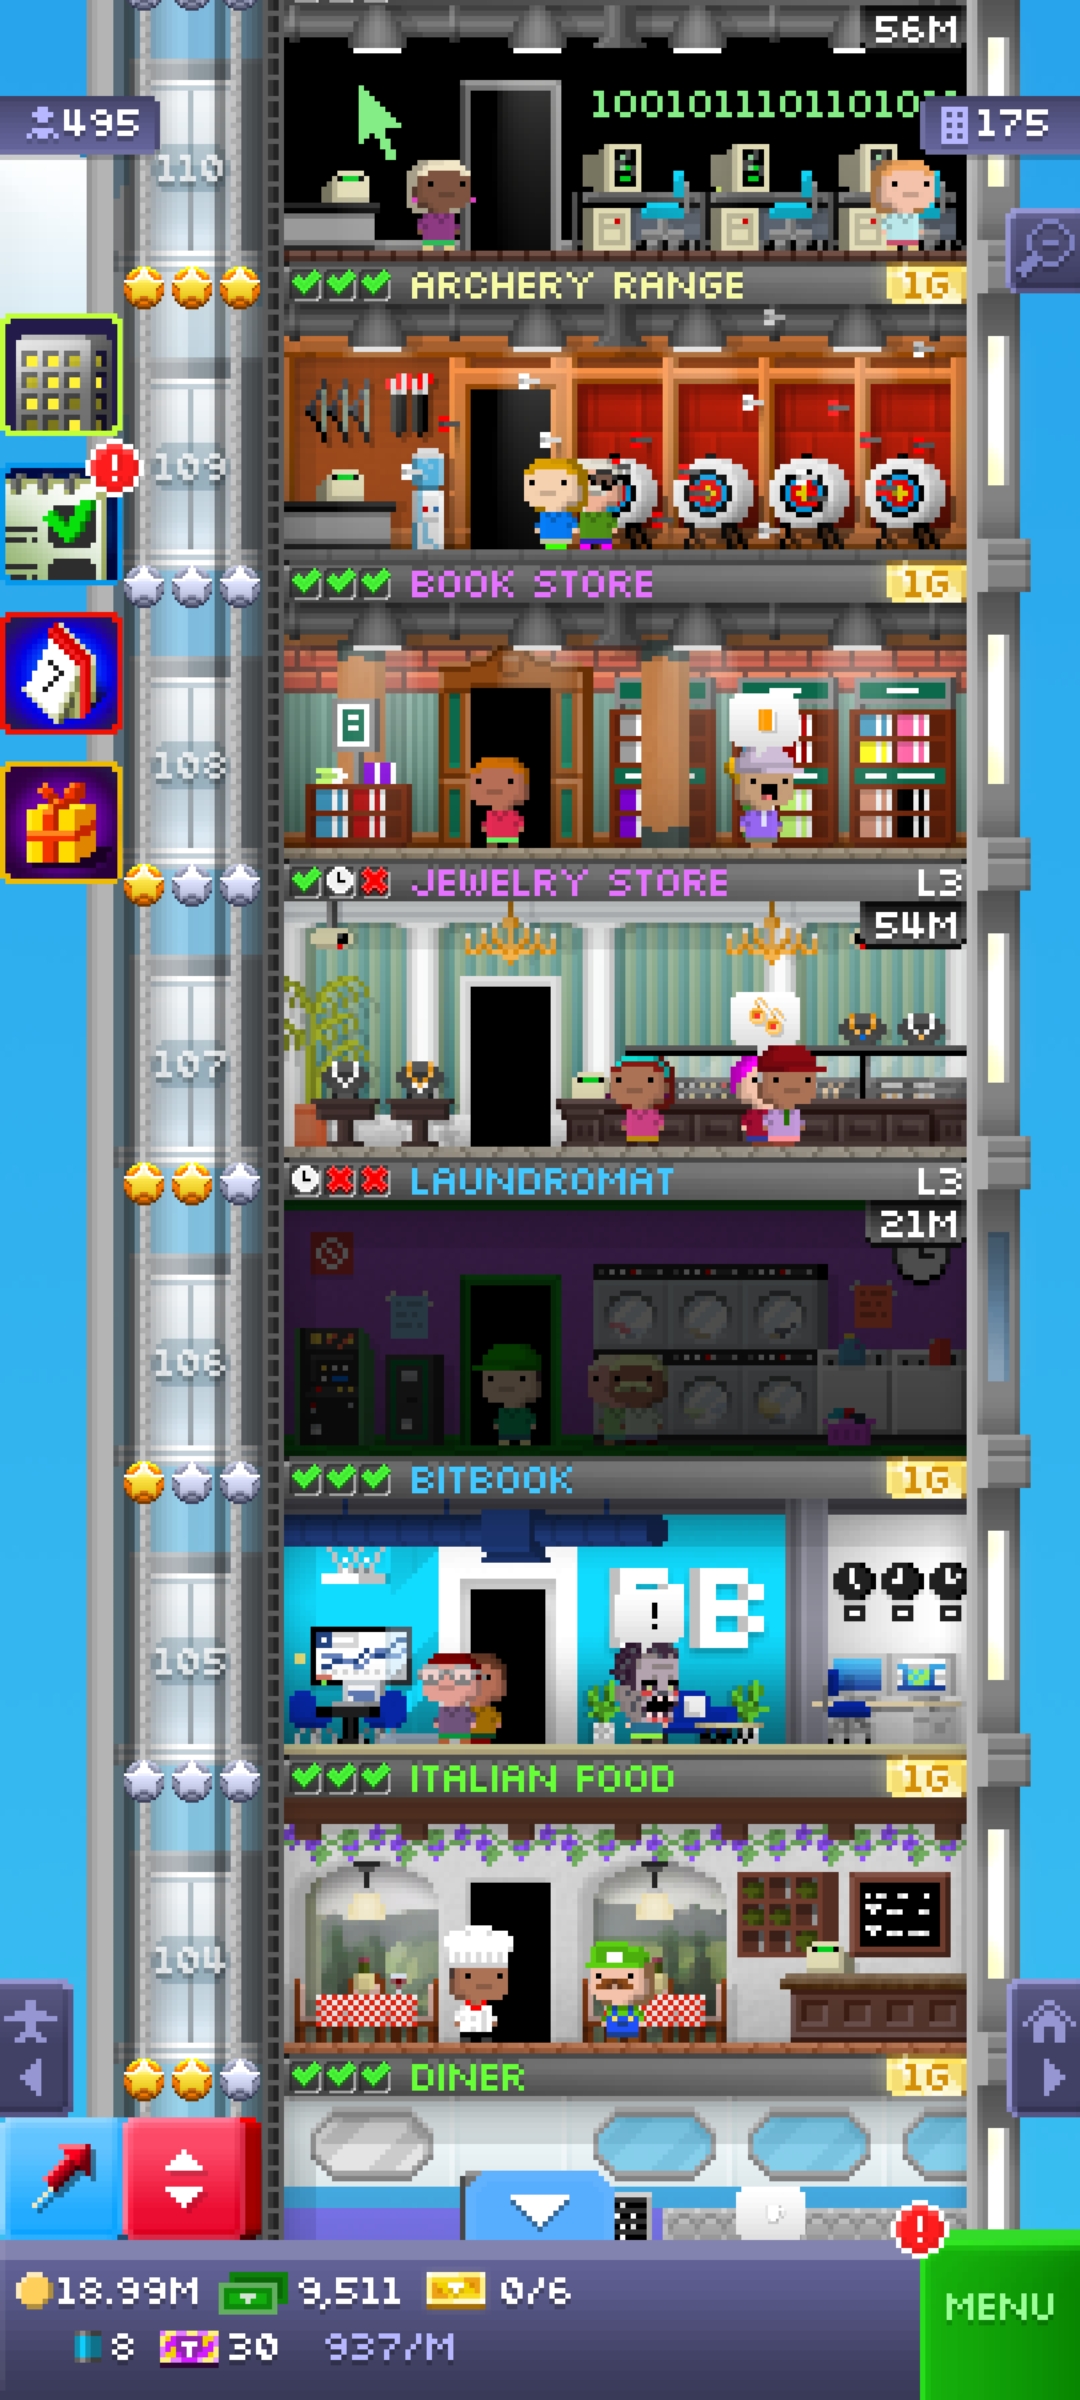 56M
10010111011010
495
175
110
ARCHERY RANGE
1G
109
BOOK STORE
1G
108
JEWELRY STORE
L3
54M
107
LAUNDROMAT
L3
21M
106
BITBOOK
1G
B
!
105
ITALIAN FOOD
1G
104
DINER
1G
18.99M
9,511
0/6
8
T
30
937/M
MENU